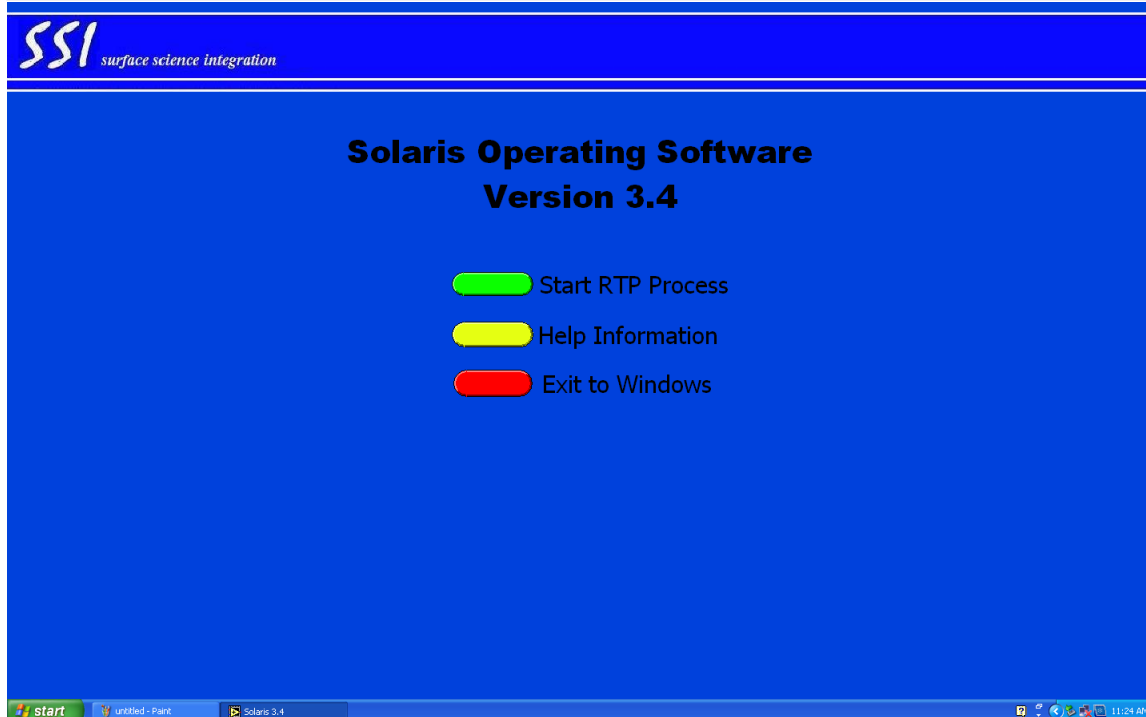 SSI surface science integration
Solaris Operating Software
Version 3.4
Start RTP Process
Help Information
Exit to Windows
start untitled - Paint Solaris 3.4 11:24 AM